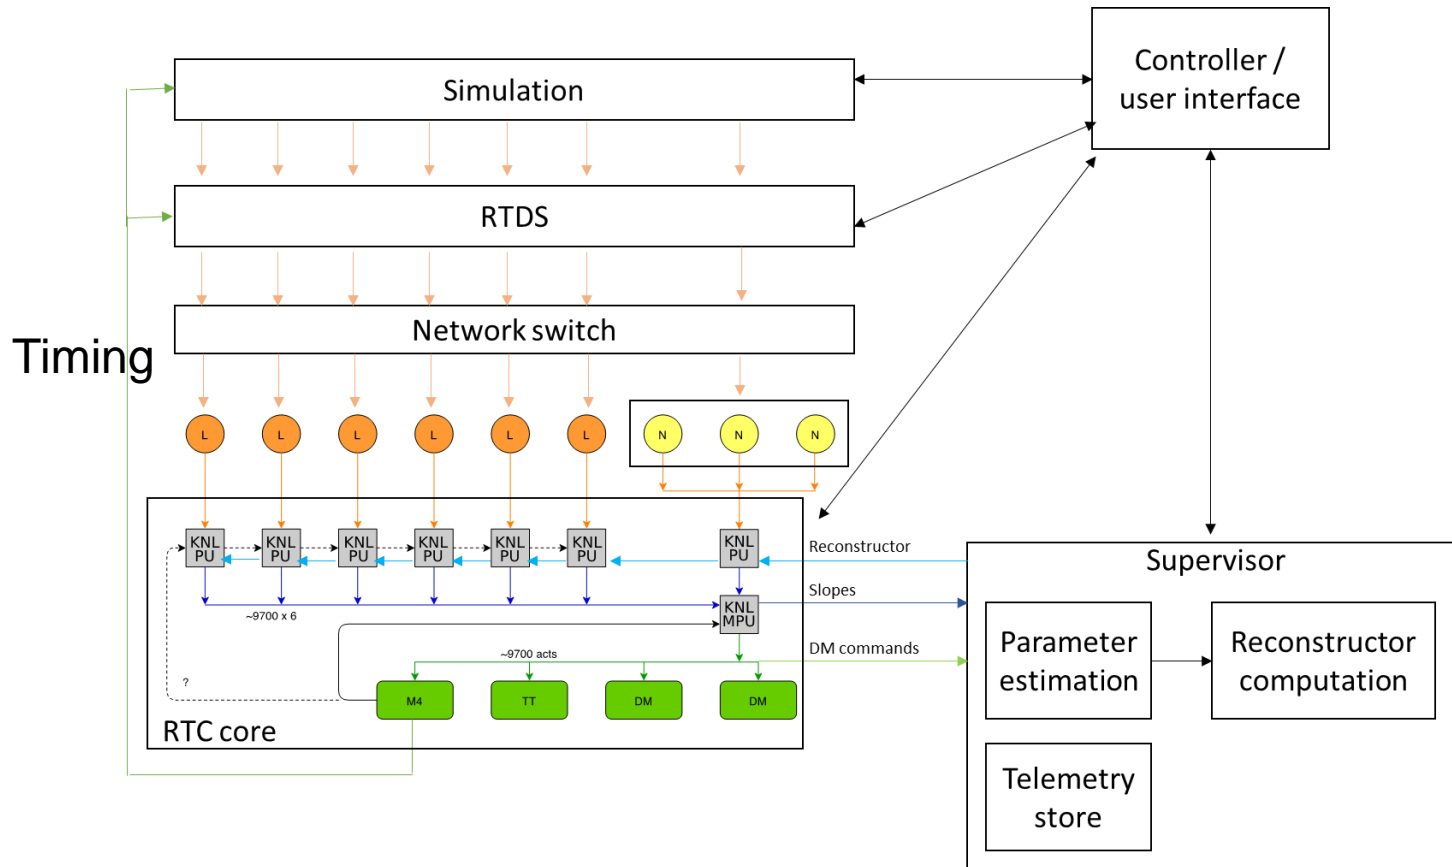 Controller /
user interface
Simulation
RTDS
Network switch
Timing
L
L
L
L
L
L
N
N
N
KNL
PU
KNL
PU
KNL
PU
KNL
PU
KNL
PU
KNL
PU
KNL
PU
Reconstructor
Supervisor
~9700 x 6
KNL
MPU
Slopes
Parameter
estimation
Reconstructor
computation
~9700 acts
DM commands
?
M4
TT
DM
DM
RTC core
Telemetry
store